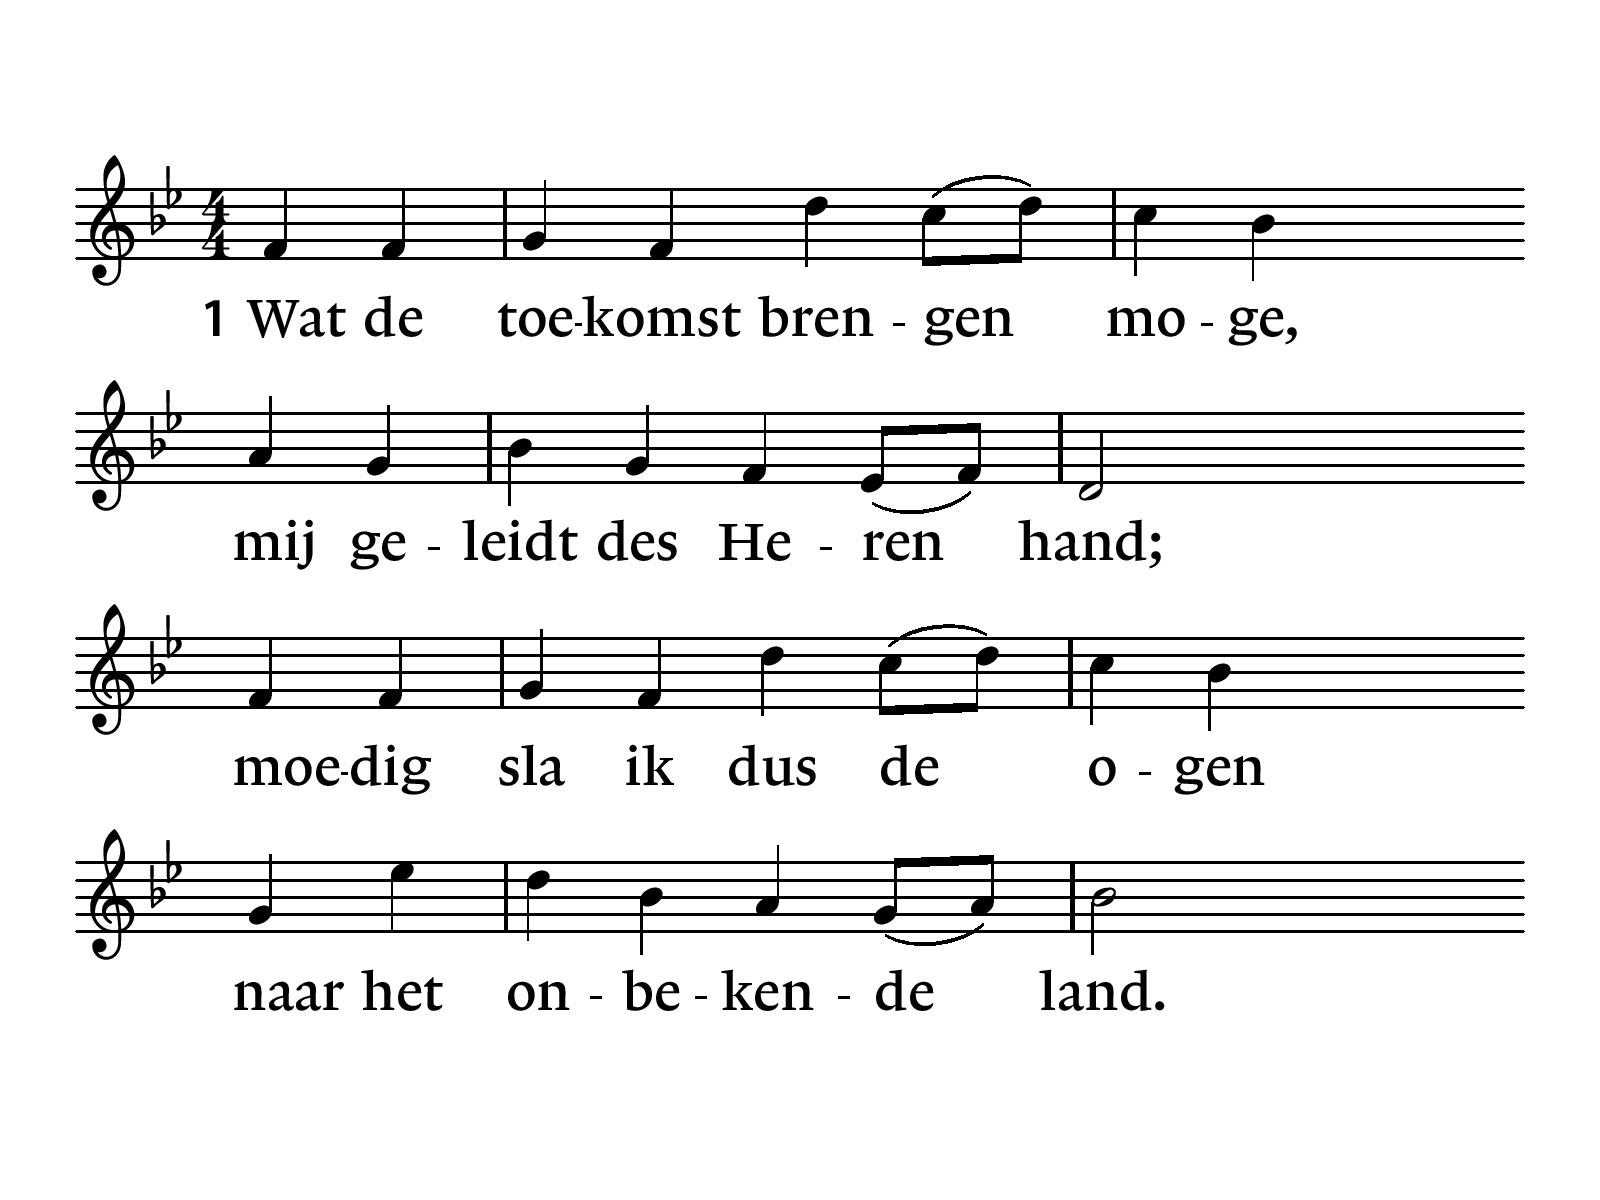 1 Wat de toe-komst bren - gen mo - ge,
mij ge - leidt des He - ren hand;
moe-dig sla ik dus de o - gen
naar het on - be - ken - de land.